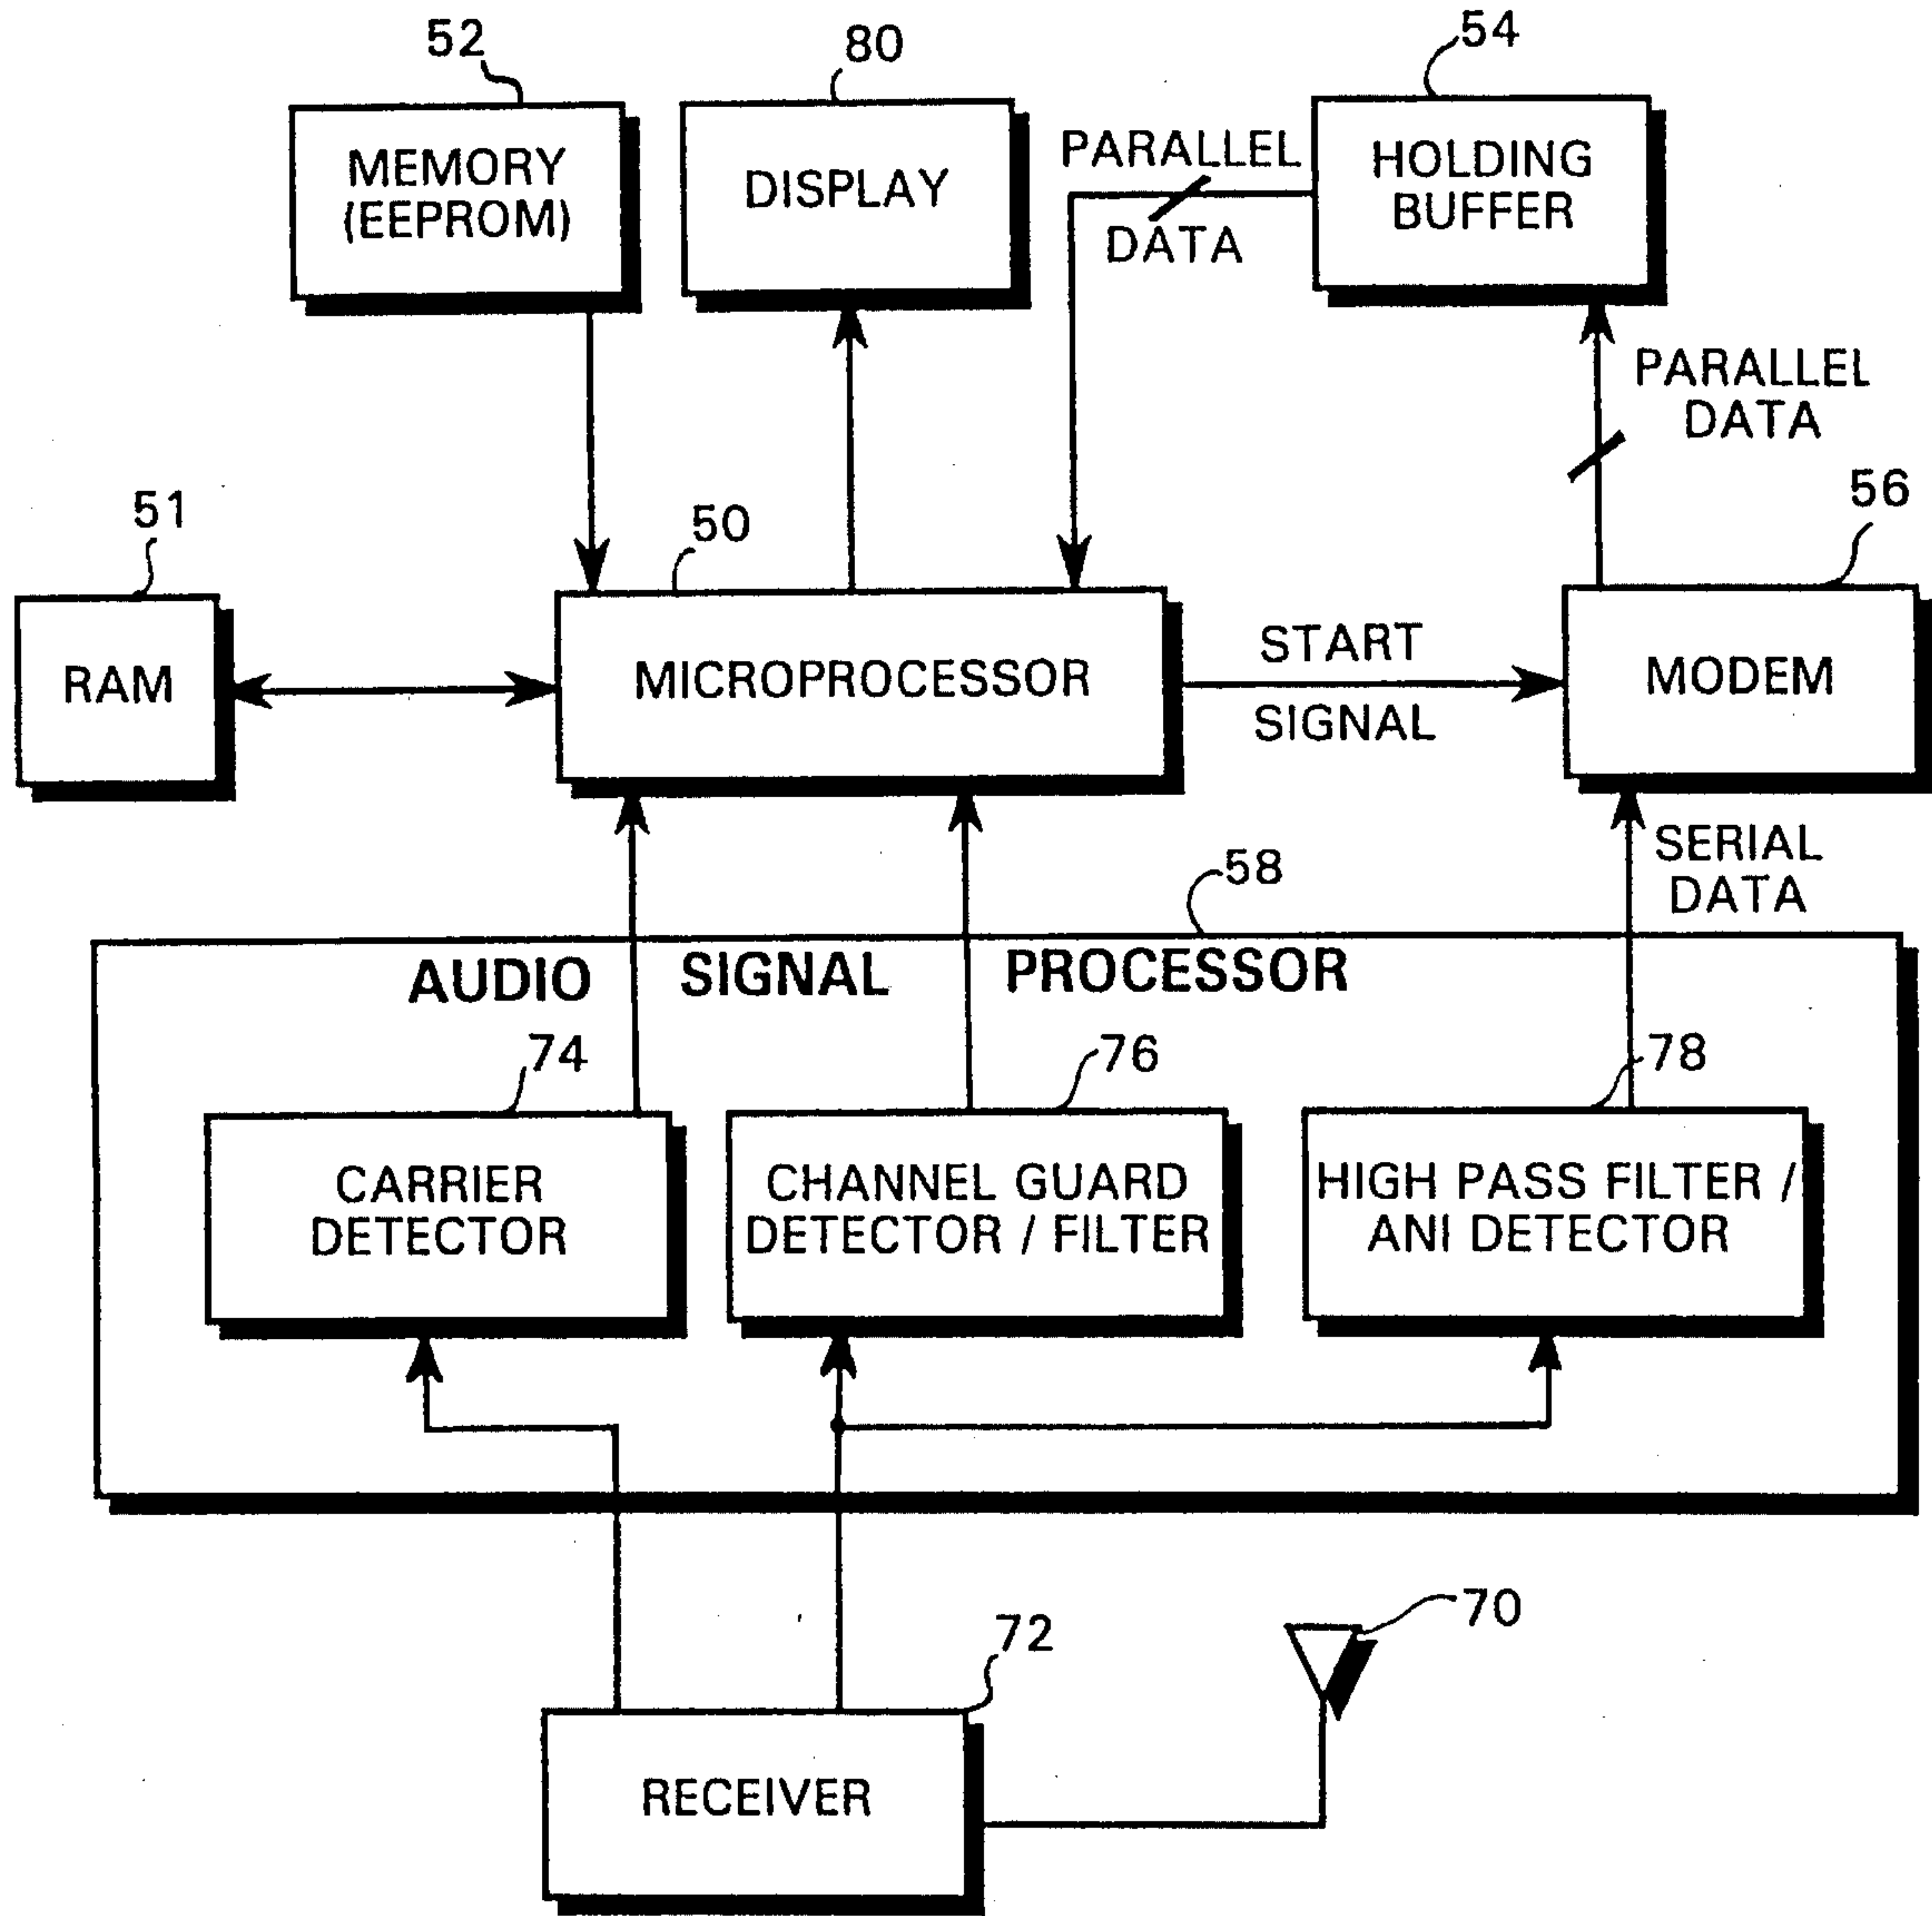 52
80
54
MEMORY
(EEPROM)
DISPLAY
PARALLEL
DATA
HOLDING
BUFFER
PARALLEL
DATA
51
50
56
RAM
MICROPROCESSOR
START
SIGNAL
MODEM
SERIAL
DATA
58
AUDIO SIGNAL PROCESSOR
74
76
78
CARRIER
DETECTOR
CHANNEL GUARD
DETECTOR / FILTER
HIGH PASS FILTER /
ANI DETECTOR
70
72
RECEIVER